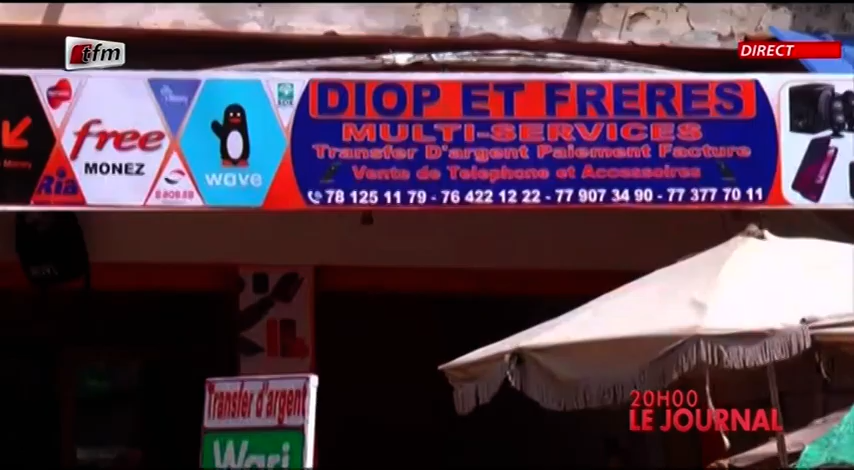 tfm
DIRECT
DIOP ET FRERES
MULTI-SERVICES
Transfer D'argent Paiement Facture
Vente de Telephone et Accessoires
78 125 11 79 - 76 422 12 22 - 77 907 34 90 - 77 377 70 11
Money
free
MONEZ
Ria
wave
Transfert d'argent
Wari
20H00
LE JOURNAL